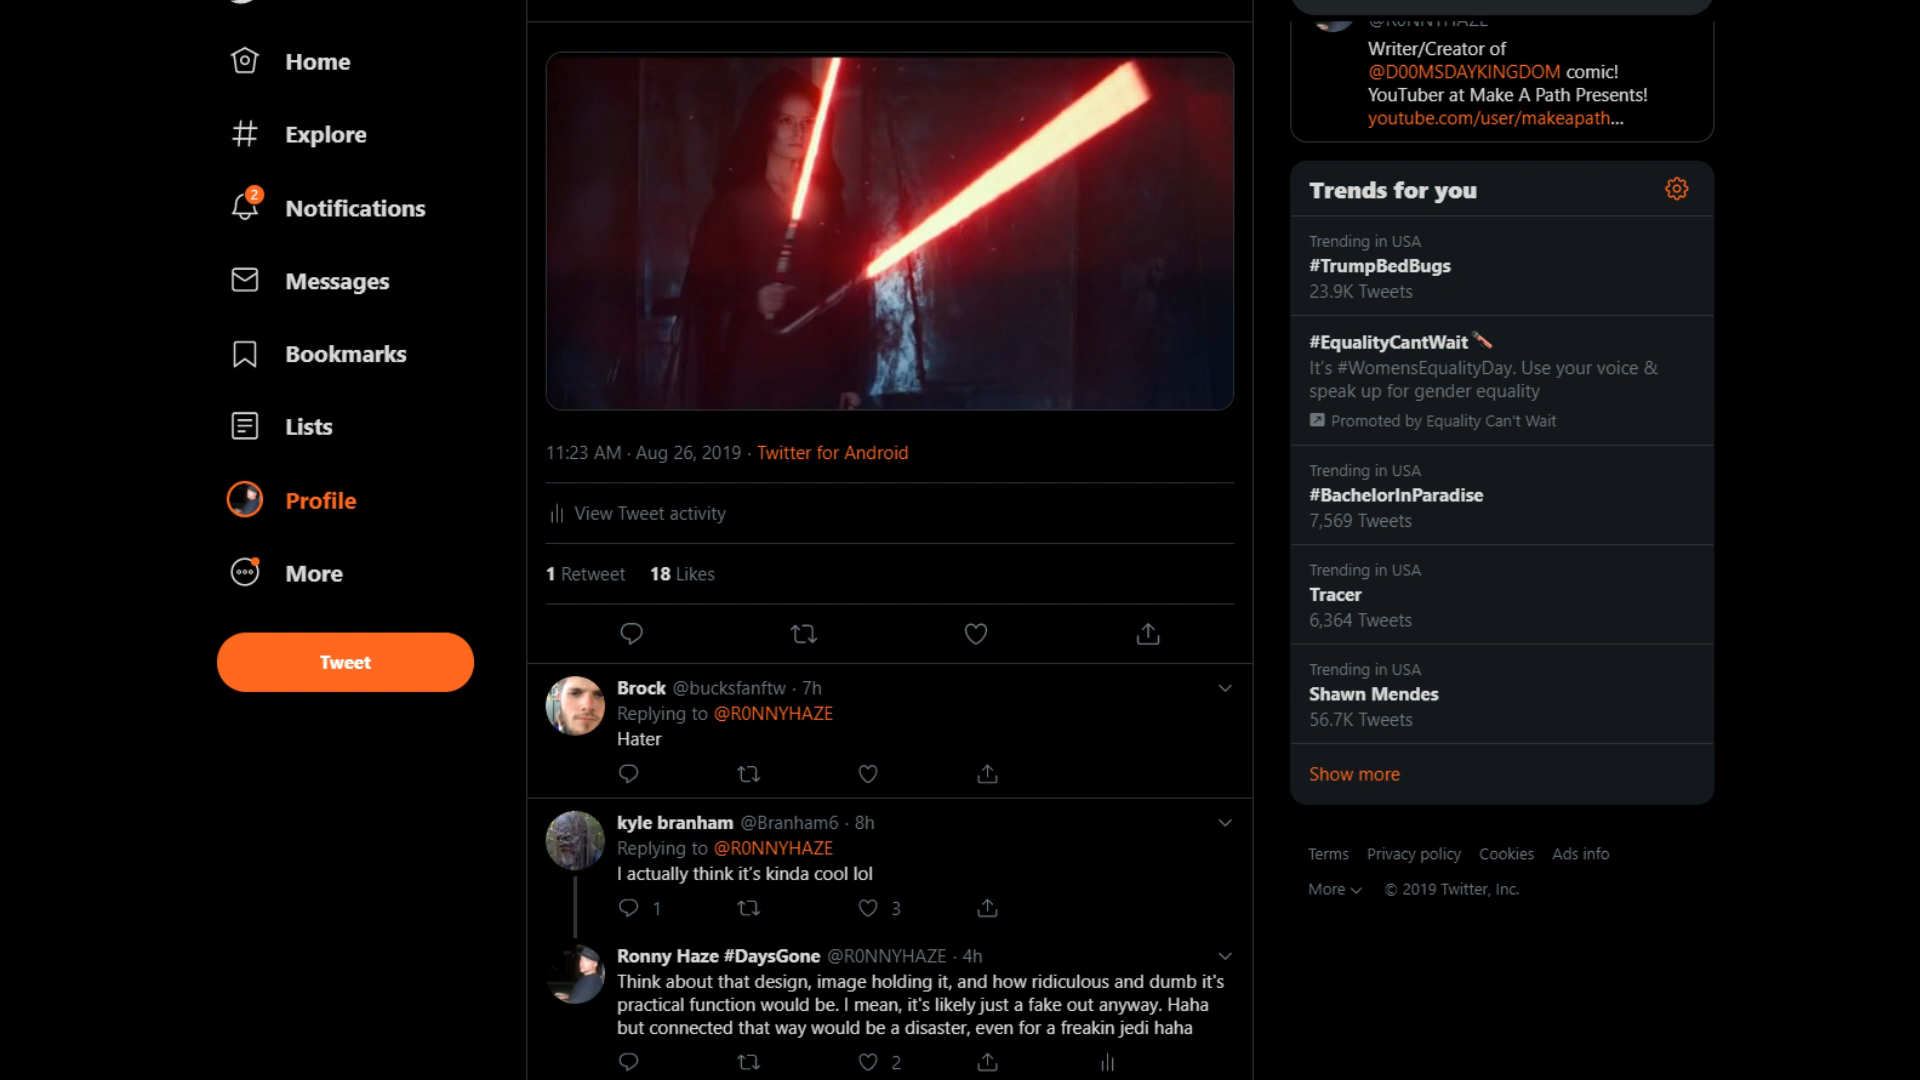 Home
Explore
2
Notifications
Messages
Bookmarks
Lists
Profile
More
Tweet
11:23 AM · Aug 26, 2019 · Twitter for Android
View Tweet activity
1 Retweet 18 Likes
Brock @bucksfanftw · 7h
Replying to @R0NNYHAZE
Hater
kyle branham @Branham6 · 8h
Replying to @R0NNYHAZE
I actually think it's kinda cool lol
1 3
Ronny Haze #DaysGone @R0NNYHAZE · 4h
Think about that design, image holding it, and how ridiculous and dumb it's
practical function would be. I mean, it's likely just a fake out anyway. Haha
but connected that way would be a disaster, even for a freakin jedi haha
2
@R0NNYHAZE
Writer/Creator of
@D00MSDAYKINGDOM comic!
YouTuber at Make A Path Presents!
youtube.com/user/makeapath…
Trends for you
Trending in USA
#TrumpBedBugs
23.9K Tweets
#EqualityCantWait
It's #WomensEqualityDay. Use your voice &
speak up for gender equality
Promoted by Equality Can't Wait
Trending in USA
#BachelorInParadise
7,569 Tweets
Trending in USA
Tracer
6,364 Tweets
Trending in USA
Shawn Mendes
56.7K Tweets
Show more
Terms Privacy policy Cookies Ads info
More © 2019 Twitter, Inc.